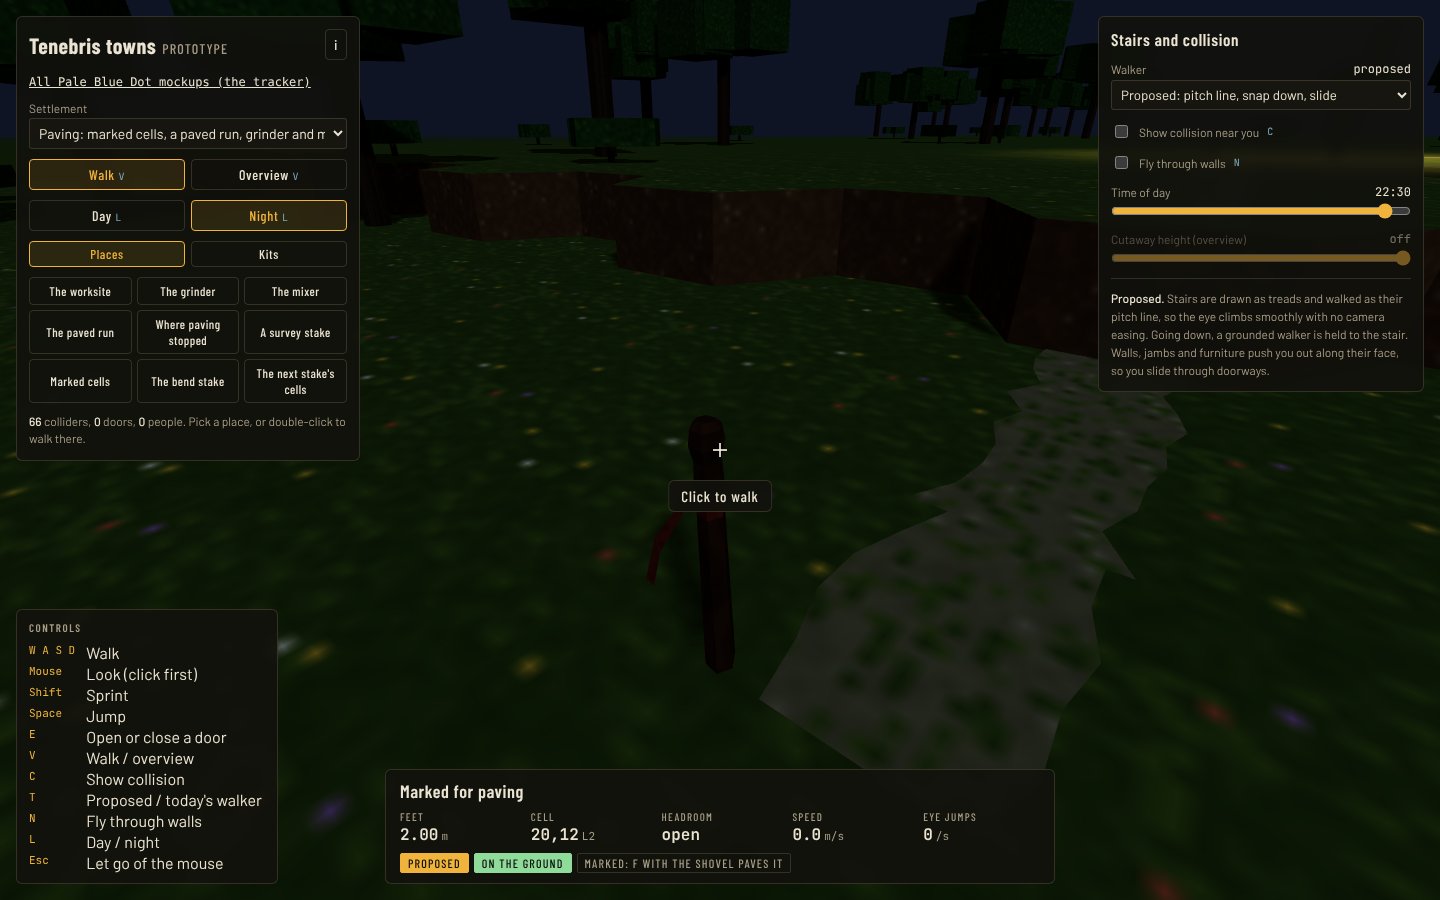 Tenebris towns PROTOTYPE
i
All Pale Blue Dot mockups (the tracker)
Settlement
Paving: marked cells, a paved run, grinder and m
Walk V
Overview V
Day L
Night L
Places
Kits
The worksite
The grinder
The mixer
The paved run
Where paving
stopped
A survey stake
Marked cells
The bend stake
The next stake's
cells
66 colliders, 0 doors, 0 people. Pick a place, or double-click to
walk there.
Stairs and collision
Walker
proposed
Proposed: pitch line, snap down, slide
Show collision near you C
Fly through walls N
Time of day
22:30
Cutaway height (overview)
off
Proposed. Stairs are drawn as treads and walked as their
pitch line, so the eye climbs smoothly with no camera
easing. Going down, a grounded walker is held to the stair.
Walls, jambs and furniture push you out along their face,
so you slide through doorways.
Click to walk
CONTROLS
W A S D Walk
Mouse Look (click first)
Shift Sprint
Space Jump
E Open or close a door
V Walk / overview
C Show collision
T Proposed / today's walker
N Fly through walls
L Day / night
Esc Let go of the mouse
Marked for paving
FEET CELL HEADROOM SPEED EYE JUMPS
2.00 m 20,12 L2 open 0.0 m/s 0 /s
PROPOSED ON THE GROUND MARKED: F WITH THE SHOVEL PAVES IT